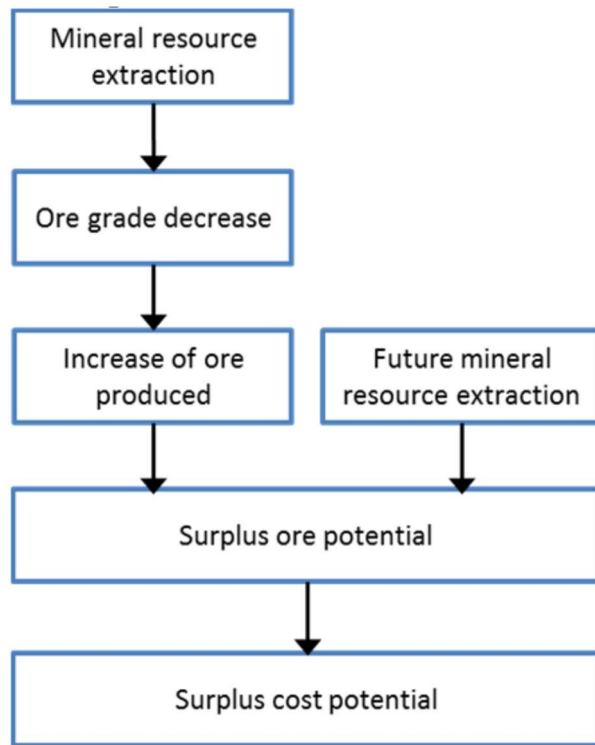 Mineral resource
extraction
Ore grade decrease
Increase of ore
produced
Future mineral
resource extraction
Surplus ore potential
Surplus cost potential